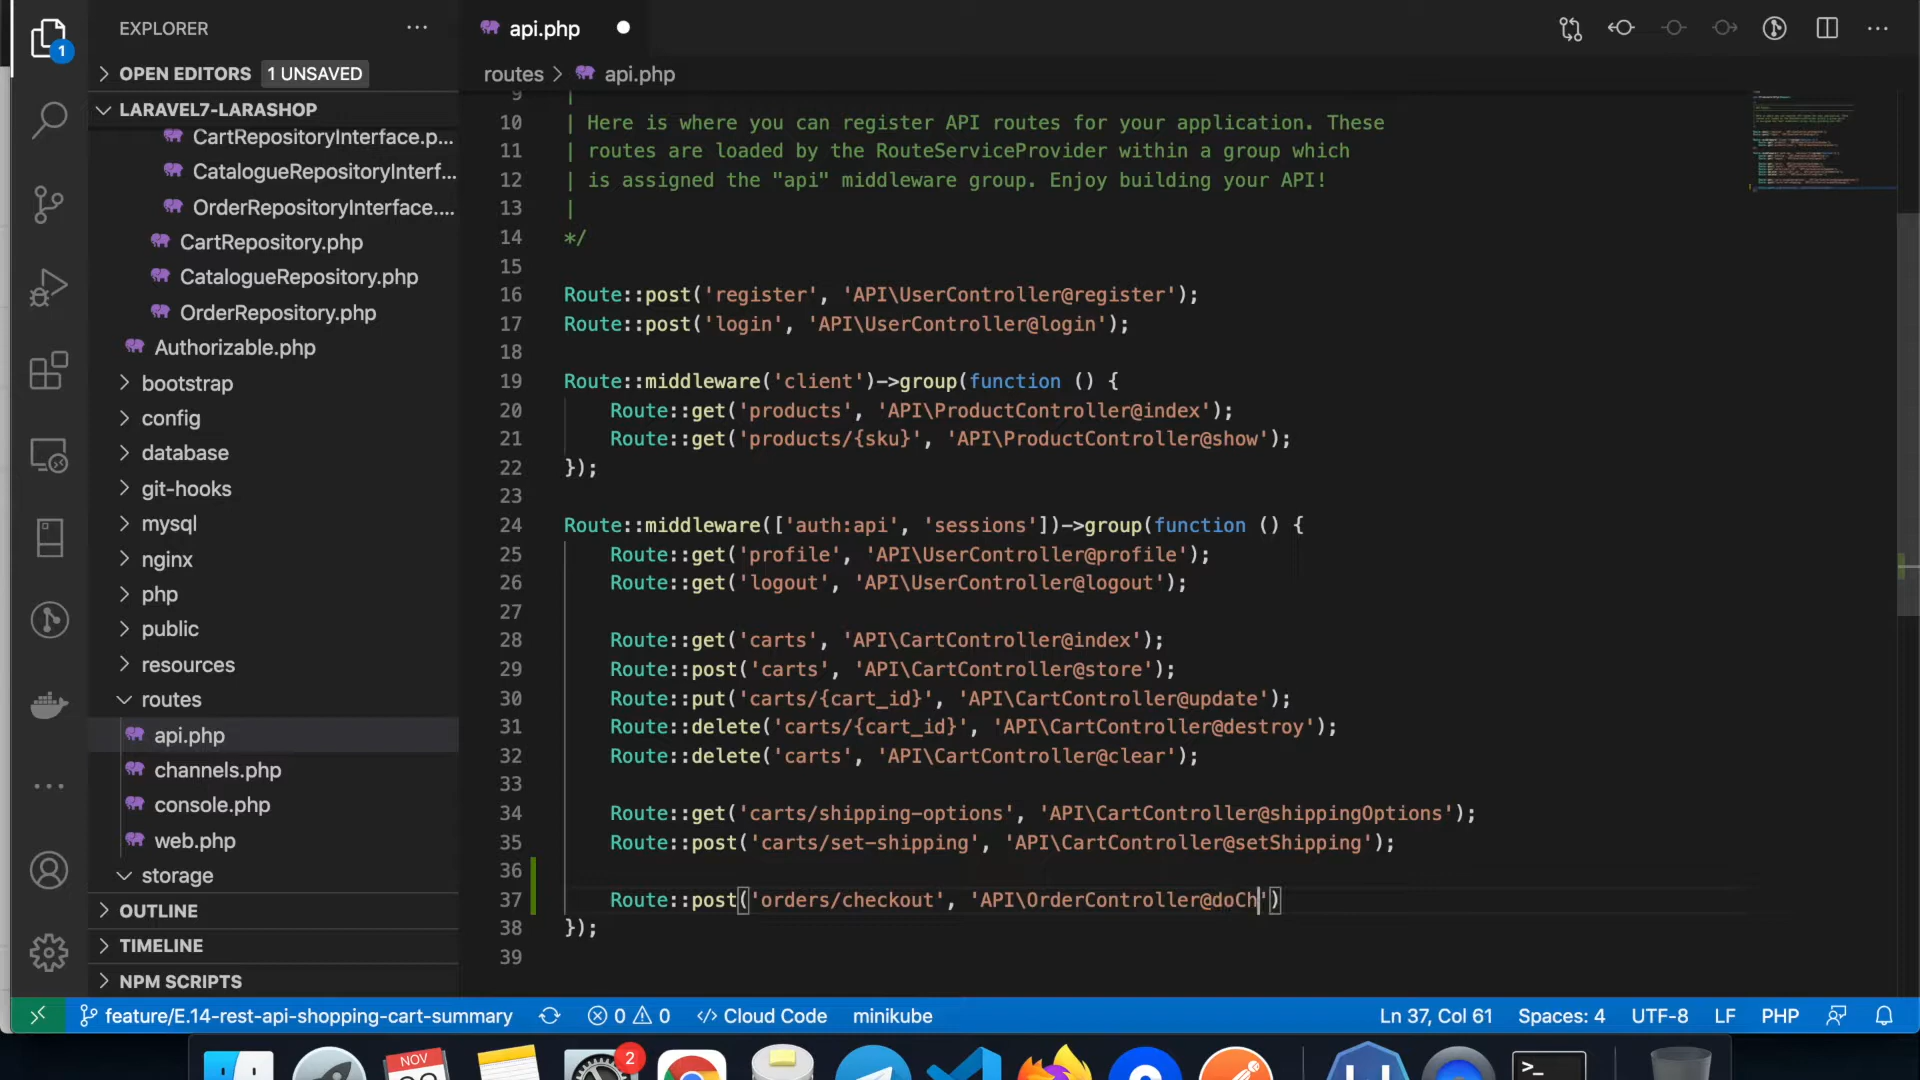 EXPLORER
OPEN EDITORS 1 UNSAVED
LARAVEL7-LARASHOP
CartRepositoryInterface.p...
CatalogueRepositoryInterf...
OrderRepositoryInterface....
CartRepository.php
CatalogueRepository.php
OrderRepository.php
Authorizable.php
bootstrap
config
database
git-hooks
mysql
nginx
php
public
resources
routes
api.php
channels.php
console.php
web.php
storage
OUTLINE
TIMELINE
NPM SCRIPTS
1
api.php
routes > api.php
9 |
10 | Here is where you can register API routes for your application. These
11 | routes are loaded by the RouteServiceProvider within a group which
12 | is assigned the "api" middleware group. Enjoy building your API!
13 |
14 */
15
16 Route::post('register', 'API\UserController@register');
17 Route::post('login', 'API\UserController@login');
18
19 Route::middleware('client')->group(function () {
20 Route::get('products', 'API\ProductController@index');
21 Route::get('products/{sku}', 'API\ProductController@show');
22 });
23
24 Route::middleware(['auth:api', 'sessions'])->group(function () {
25 Route::get('profile', 'API\UserController@profile');
26 Route::get('logout', 'API\UserController@logout');
27
28 Route::get('carts', 'API\CartController@index');
29 Route::post('carts', 'API\CartController@store');
30 Route::put('carts/{cart_id}', 'API\CartController@update');
31 Route::delete('carts/{cart_id}', 'API\CartController@destroy');
32 Route::delete('carts', 'API\CartController@clear');
33
34 Route::get('carts/shipping-options', 'API\CartController@shippingOptions');
35 Route::post('carts/set-shipping', 'API\CartController@setShipping');
36
37 Route::post('orders/checkout', 'API\OrderController@doCh')
38 });
39
feature/E.14-rest-api-shopping-cart-summary 0 0 Cloud Code minikube Ln 37, Col 61 Spaces: 4 UTF-8 LF PHP
NOV
2